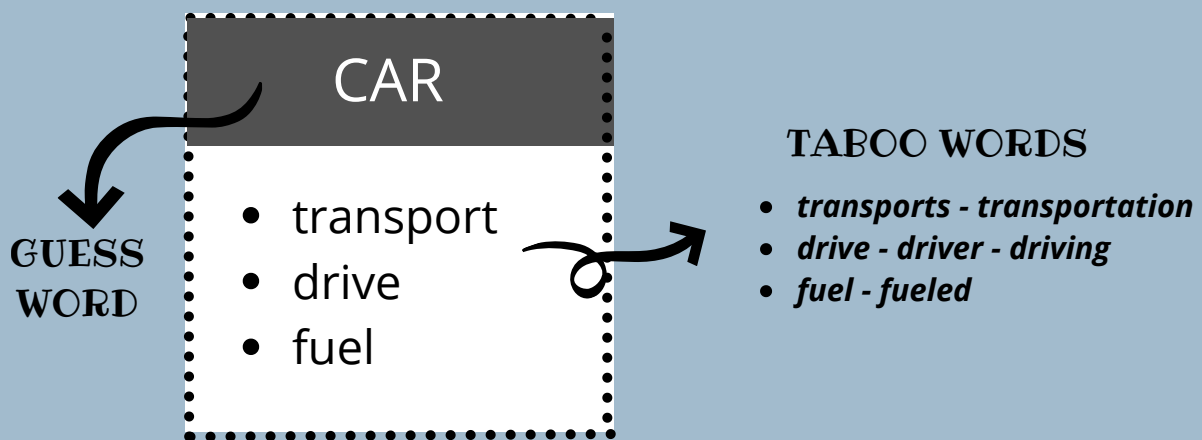 CAR
• transport
• drive
• fuel
GUESS
WORD
TABOO WORDS
• transports - transportation
• drive - driver - driving
• fuel - fueled